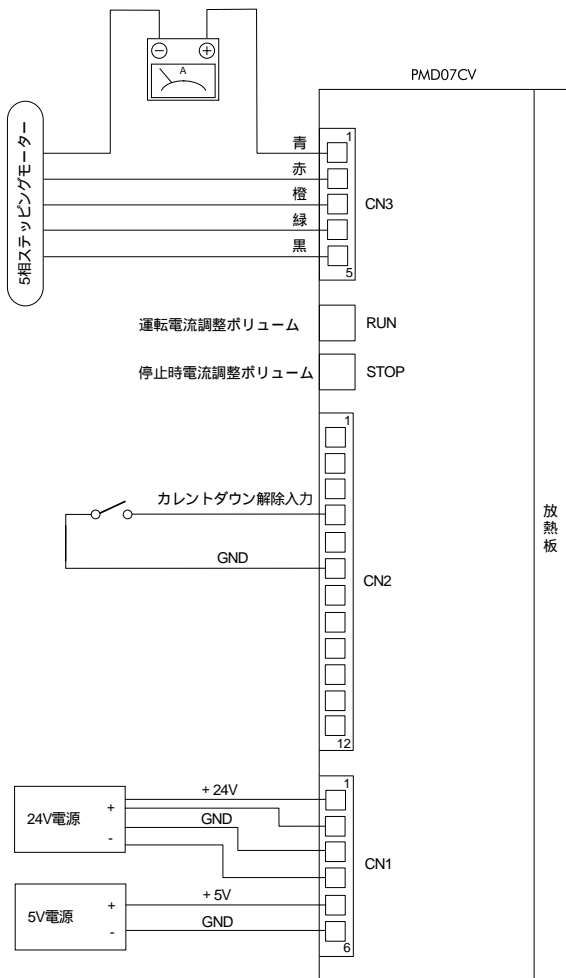 − +
A
PMD07CV
5相ステッピングモーター
1
青
赤
橙
緑
黒
5
CN3
運転電流調整ボリューム
RUN
停止時電流調整ボリューム
STOP
1
カレントダウン解除入力
GND
CN2
12
放熱板
24V電源
+
-
+ 24V
GND
1
CN1
5V電源
+
-
+ 5V
GND
6